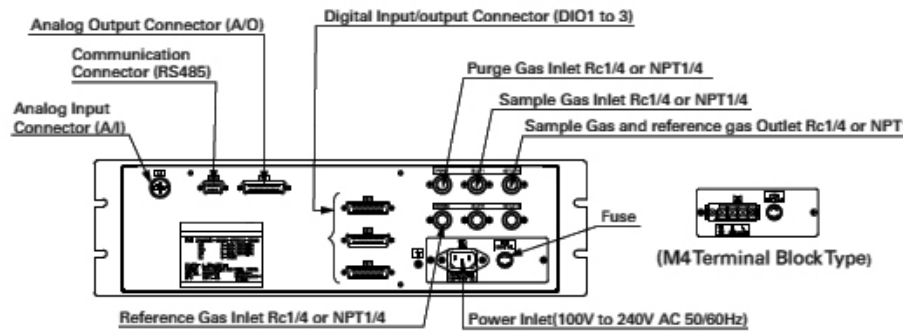 Analog Output Connector (A/O)
Digital Input/output Connector (DIO1 to 3)
Communication
Connector (RS485)
Purge Gas Inlet Rc1/4 or NPT1/4
Analog Input
Connector (A/I)
Sample Gas Inlet Rc1/4 or NPT1/4
Sample Gas and reference gas Outlet Rc1/4 or NPT1
Fuse
(M4 Terminal Block Type)
Reference Gas Inlet Rc1/4 or NPT1/4
Power Inlet(100V to 240V AC 50/60Hz)